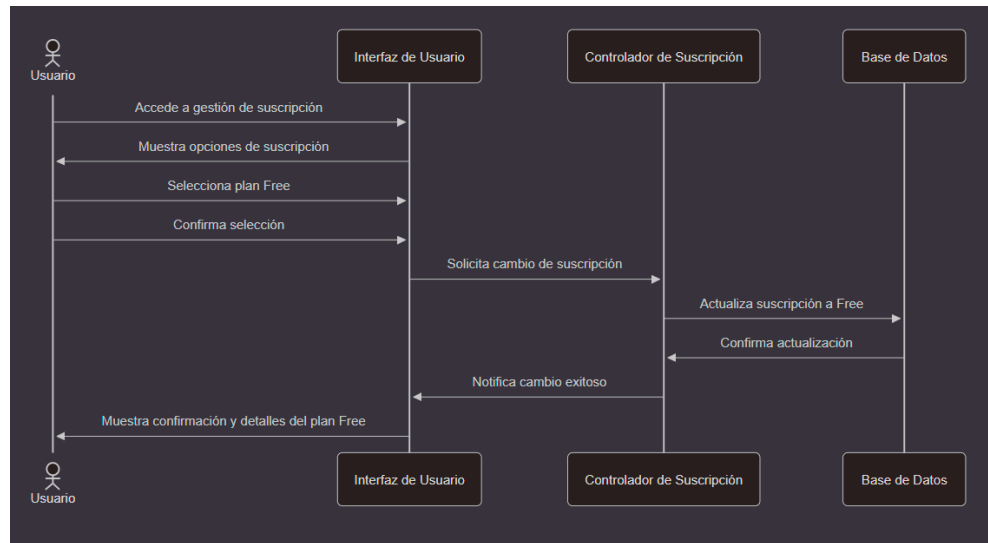 Usuario
Interfaz de Usuario
Controlador de Suscripción
Base de Datos
Accede a gestión de suscripción
Muestra opciones de suscripción
Selecciona plan Free
Confirma selección
Solicita cambio de suscripción
Actualiza suscripción a Free
Confirma actualización
Notifica cambio exitoso
Muestra confirmación y detalles del plan Free
Usuario
Interfaz de Usuario
Controlador de Suscripción
Base de Datos